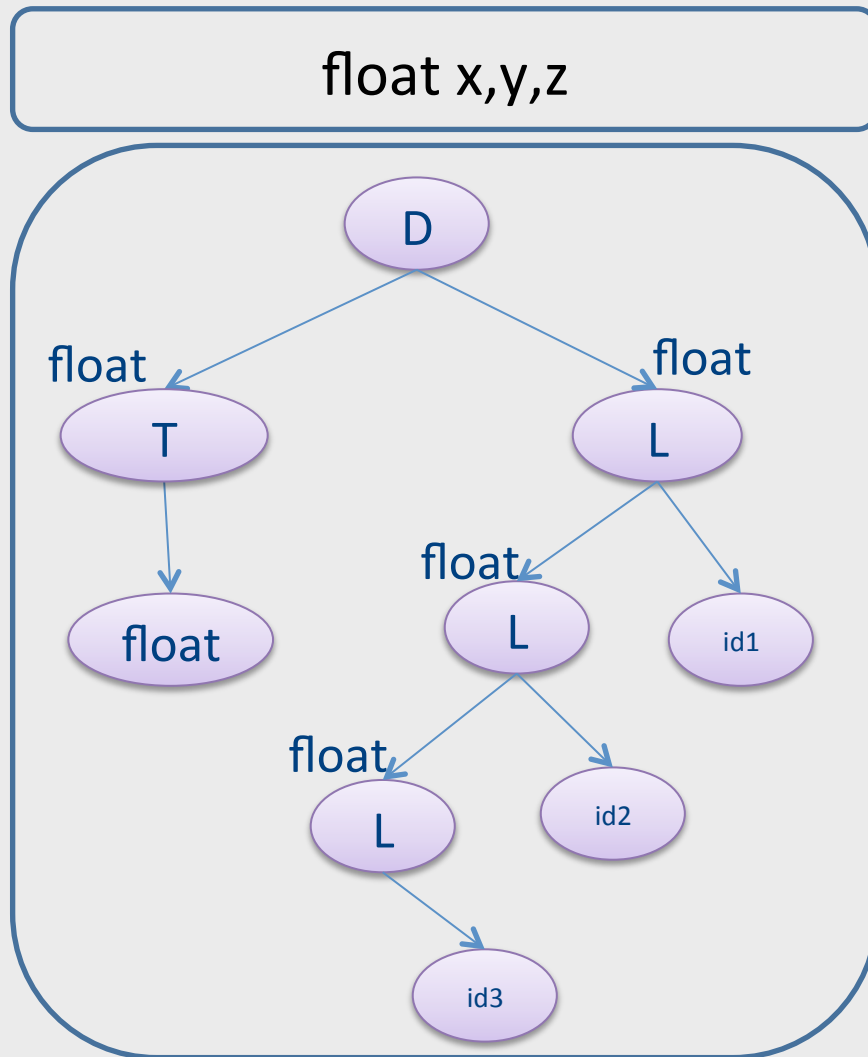 float x,y,z
D
float
float
T
L
float
float
L
id1
float
L
id2
id3